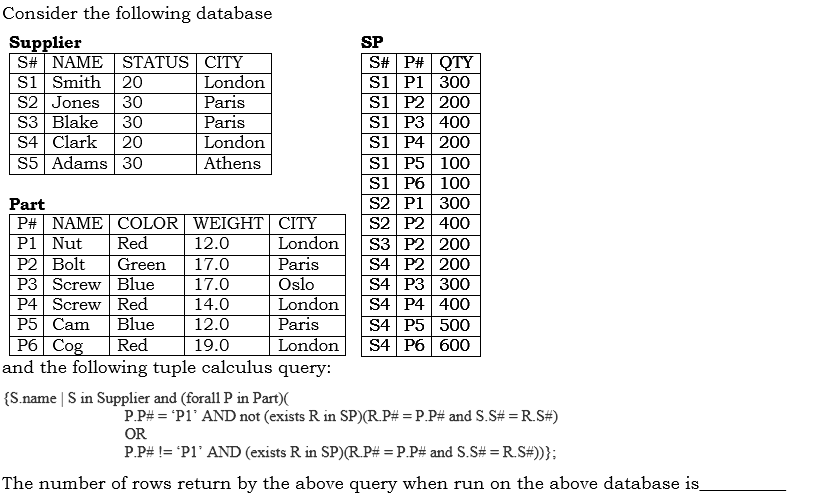 Consider the following database
Supplier
S# NAME STATUS CITY
S1 Smith 20 London
S2 Jones 30 Paris
S3 Blake 30 Paris
S4 Clark 20 London
S5 Adams 30 Athens
Part
P# NAME COLOR WEIGHT CITY
P1 Nut Red 12.0 London
P2 Bolt Green 17.0 Paris
P3 Screw Blue 17.0 Oslo
P4 Screw Red 14.0 London
P5 Cam Blue 12.0 Paris
P6 Cog Red 19.0 London
SP
S# P# QTY
S1 P1 300
S1 P2 200
S1 P3 400
S1 P4 200
S1 P5 100
S1 P6 100
S2 P1 300
S2 P2 400
S3 P2 200
S4 P2 200
S4 P3 300
S4 P4 400
S4 P5 500
S4 P6 600
and the following tuple calculus query:
{S.name | S in Supplier and (forall P in Part)(
P.P# = ‘P1’ AND not (exists R in SP)(R.P# = P.P# and S.S# = R.S#)
OR
P.P# != ‘P1’ AND (exists R in SP)(R.P# = P.P# and S.S# = R.S#))};
The number of rows return by the above query when run on the above database is__________